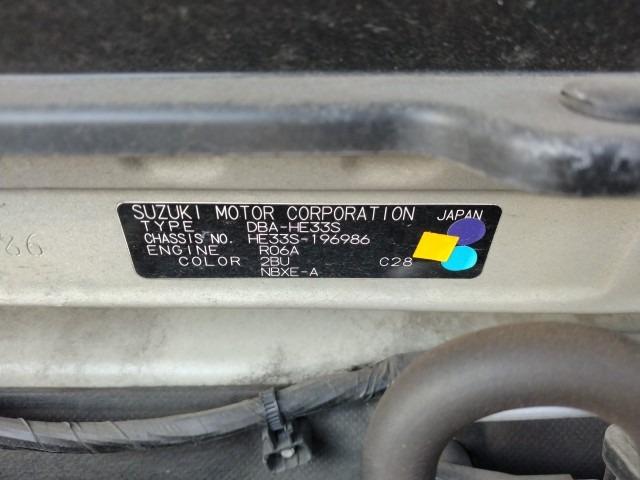 SUZUKI MOTOR CORPORATION JAPAN
TYPE DBA-HE33S
CHASSIS NO. HE33S-196986
ENGINE R06A
COLOR 2BU C28
NBXE-A